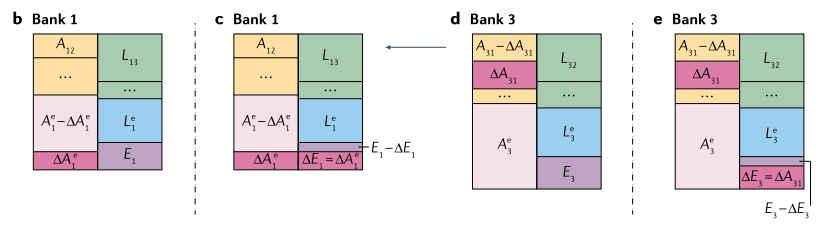 b Bank 1
A₁₂
L₁₃
...
...
A₁ᵉ−ΔA₁ᵉ
L₁ᵉ
E₁
ΔA₁ᵉ
c Bank 1
A₁₂
L₁₃
...
...
A₁ᵉ−ΔA₁ᵉ
L₁ᵉ
E₁−ΔE₁
ΔA₁ᵉ
ΔE₁=ΔA₁ᵉ
d Bank 3
A₃₁−ΔA₃₁
L₃₂
ΔA₃₁
...
...
A₃ᵉ
L₃ᵉ
E₃
e Bank 3
A₃₁−ΔA₃₁
L₃₂
ΔA₃₁
...
...
A₃ᵉ
L₃ᵉ
ΔE₃=ΔA₃₁
E₃−ΔE₃